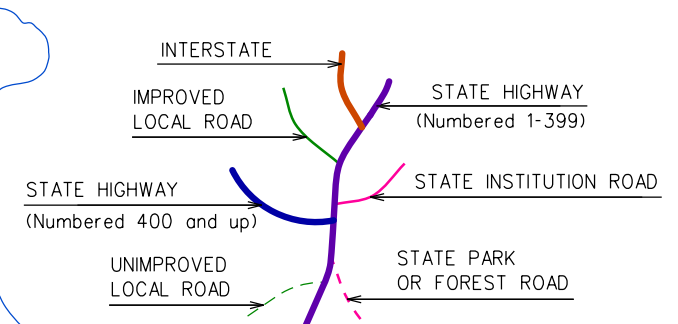 INTERSTATE
STATE HIGHWAY
(Numbered 1-399)
IMPROVED
LOCAL ROAD
STATE HIGHWAY
(Numbered 400 and up)
STATE INSTITUTION ROAD
UNIMPROVED
LOCAL ROAD
STATE PARK
OR FOREST ROAD